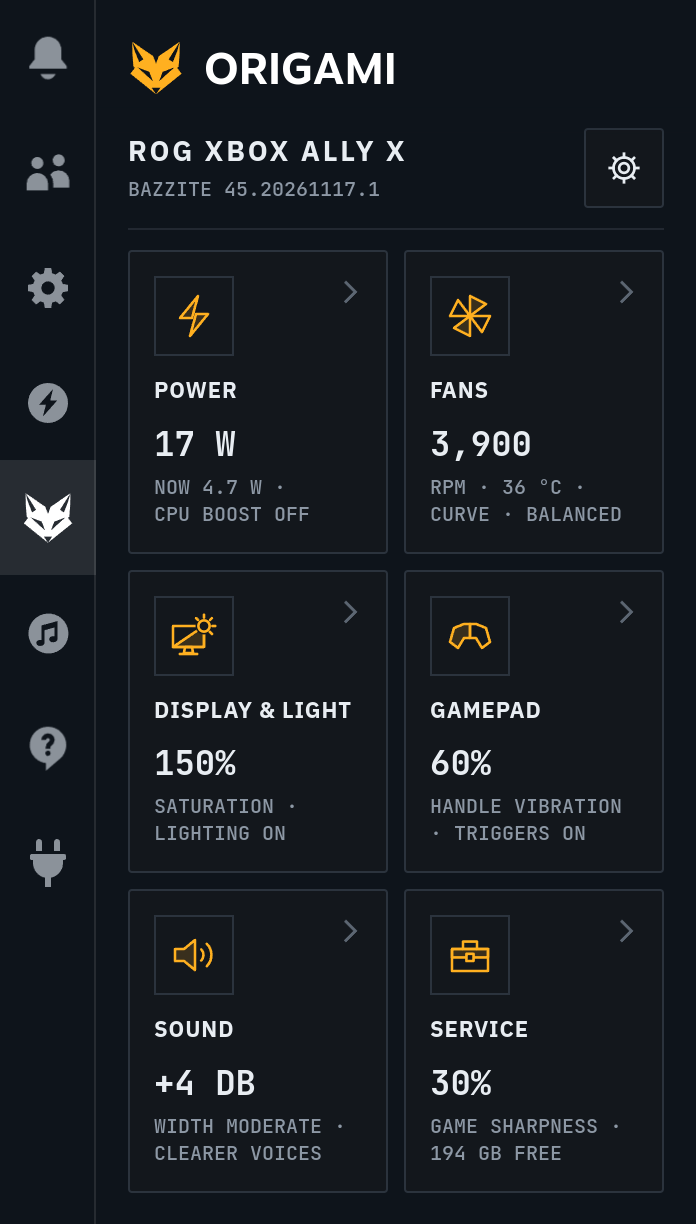 ORIGAMI
ROG XBOX ALLY X
BAZZITE 45.20261117.1
POWER
17 W
NOW 4.7 W ·
CPU BOOST OFF
FANS
3,900
RPM · 36 °C ·
CURVE · BALANCED
DISPLAY & LIGHT
150%
SATURATION ·
LIGHTING ON
GAMEPAD
60%
HANDLE VIBRATION
· TRIGGERS ON
SOUND
+4 DB
WIDTH MODERATE ·
CLEARER VOICES
SERVICE
30%
GAME SHARPNESS ·
194 GB FREE